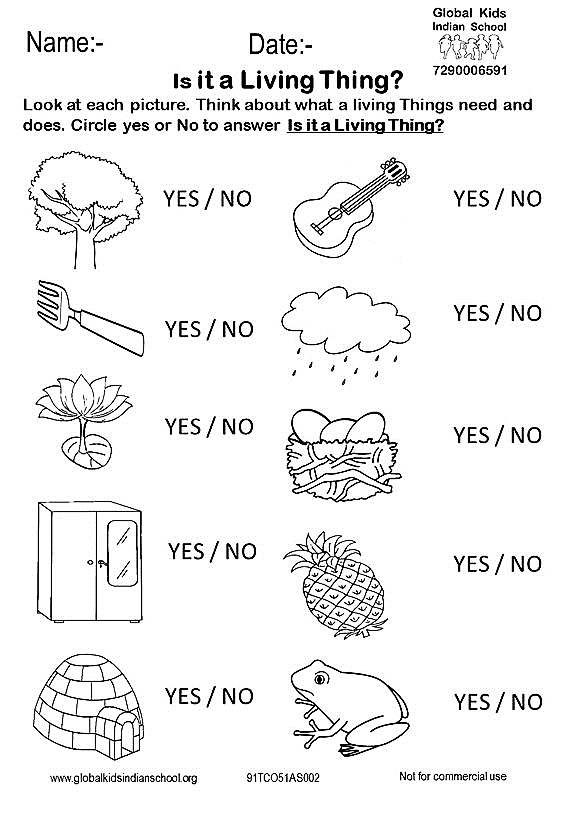 Name:-
Date:-
Global Kids
Indian School
7290006591
Is it a Living Thing?
Look at each picture. Think about what a living Things need and
does. Circle yes or No to answer Is it a Living Thing?
YES / NO
YES / NO
YES / NO
YES / NO
YES / NO
YES / NO
YES / NO
YES / NO
YES / NO
YES / NO
www.globalkidsindianschool.org
91TCO51AS002
Not for commercial use